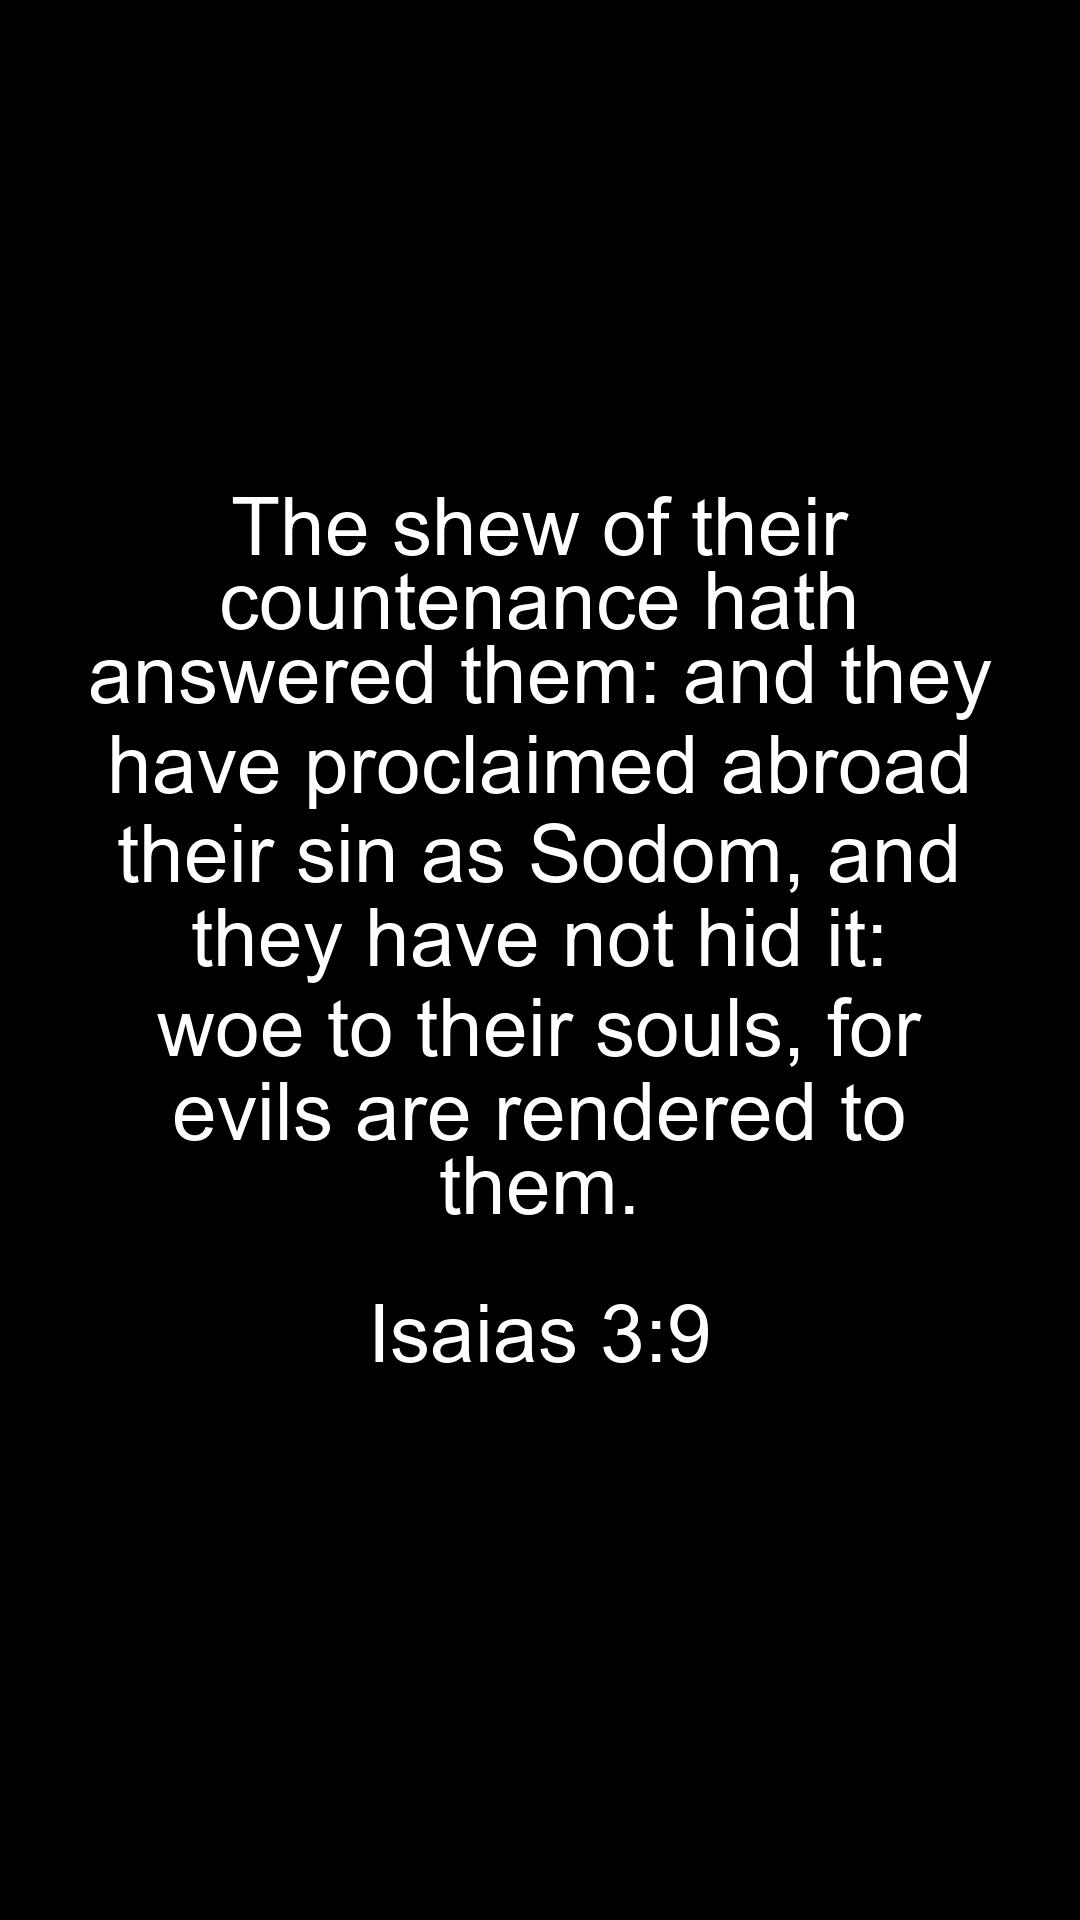 The shew of their
countenance hath
answered them: and they
have proclaimed abroad
their sin as Sodom, and
they have not hid it:
woe to their souls, for
evils are rendered to
them.
Isaias 3:9